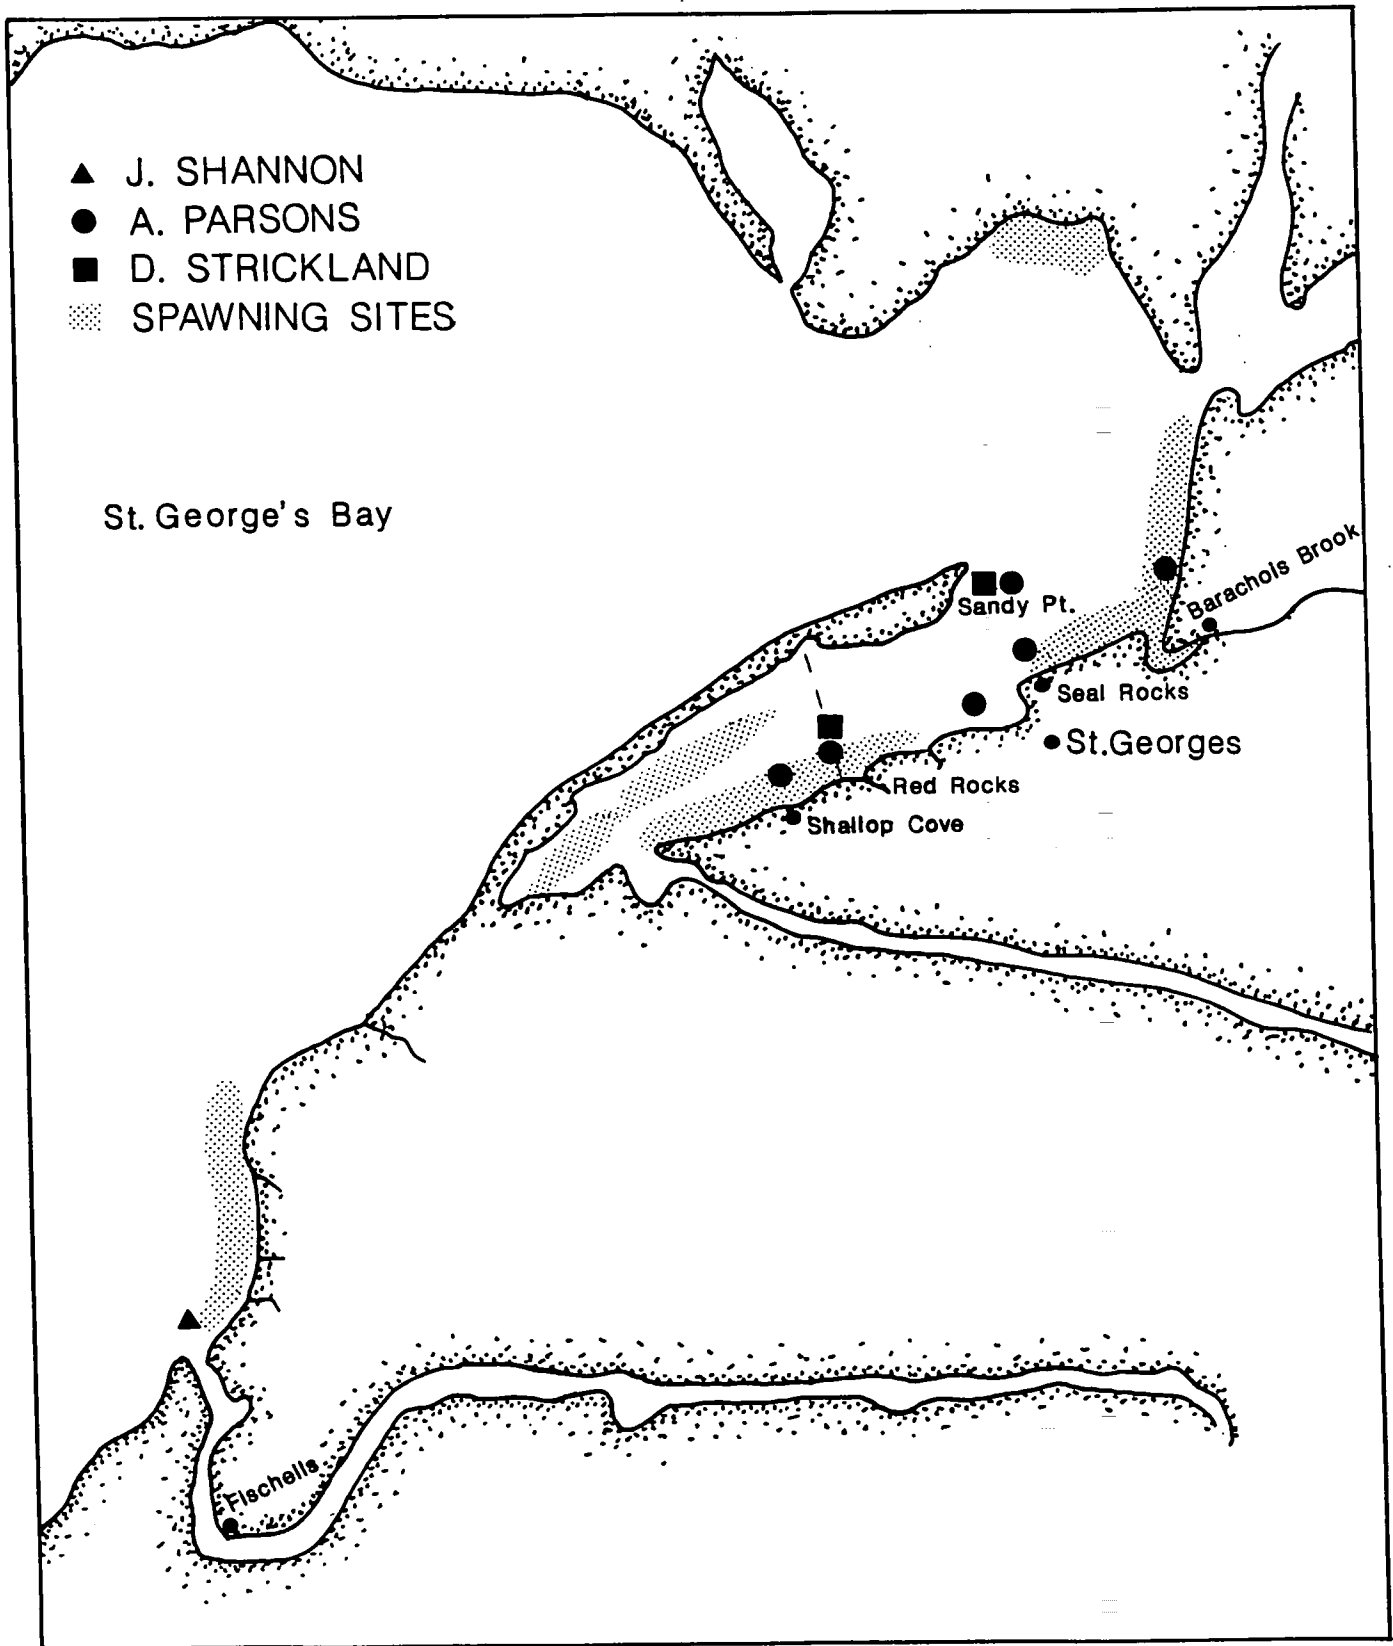 J. SHANNON
A. PARSONS
D. STRICKLAND
SPAWNING SITES
St. George's Bay
Barachois Brook
Sandy Pt.
Seal Rocks
St.Georges
Red Rocks
Shallop Cove
Fischells